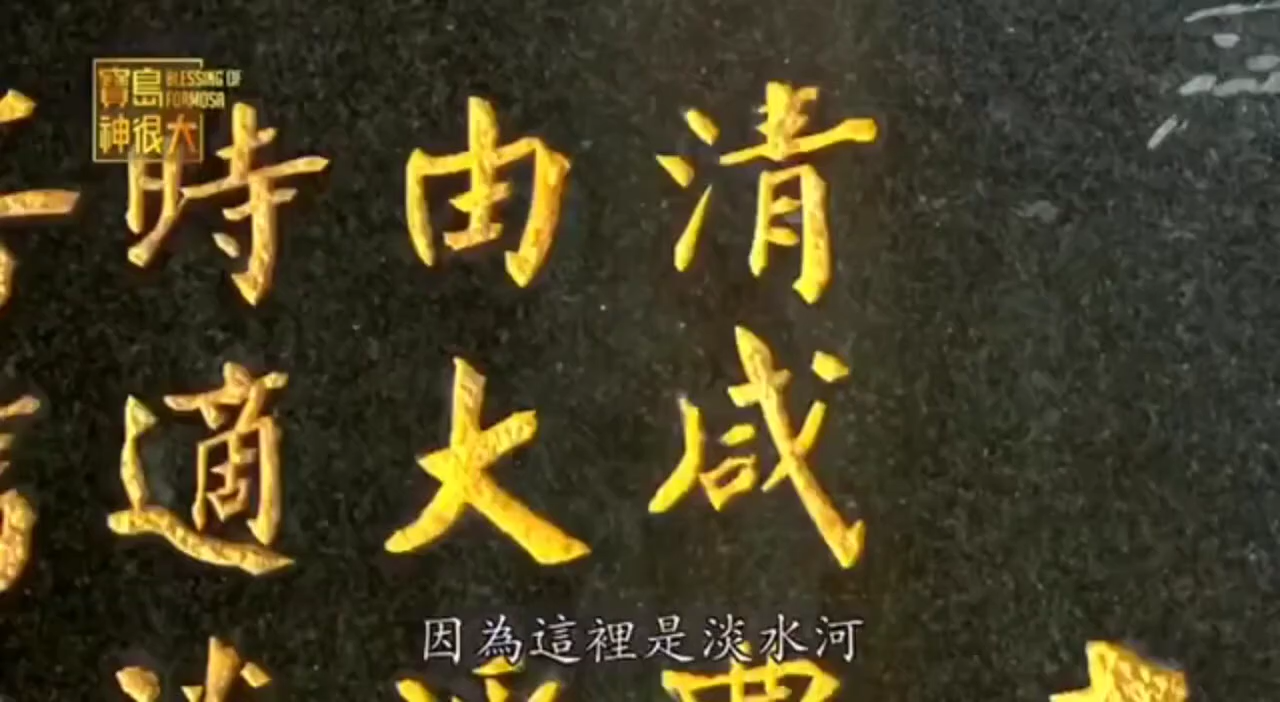 寶島
神很大
BLESSING OF
FORMOSA
清咸
由大
時適
因為這裡是淡水河